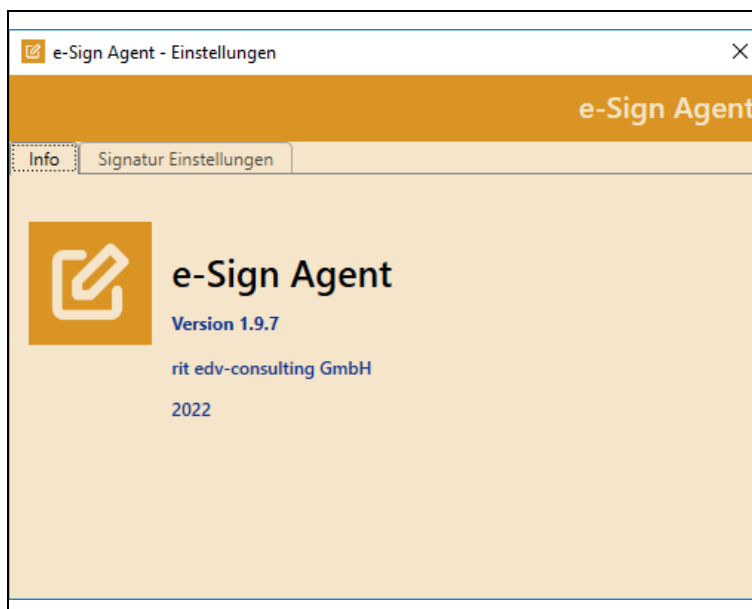 e-Sign Agent - Einstellungen
e-Sign Agent
Info
Signatur Einstellungen
e-Sign Agent
Version 1.9.7
rit edv-consulting GmbH
2022